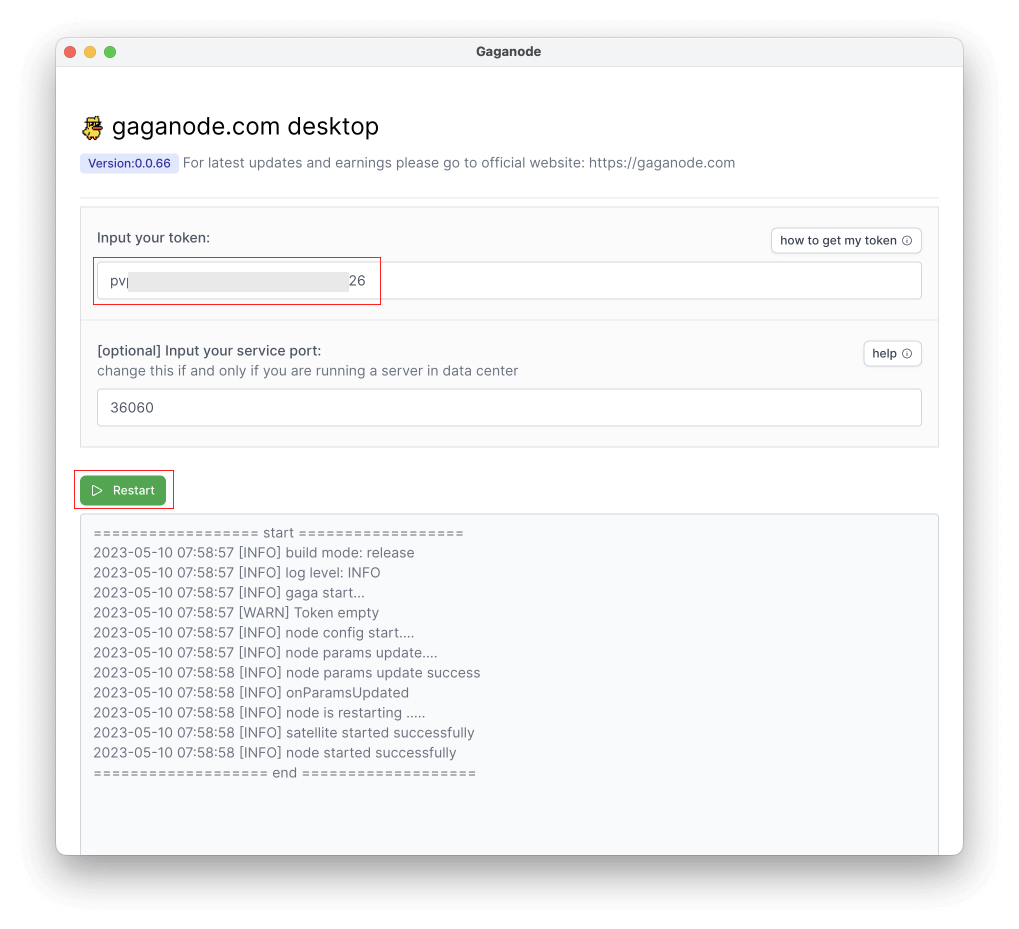 Gaganode
gaganode.com desktop
Version:0.0.66 For latest updates and earnings please go to official website: https://gaganode.com
Input your token:
how to get my token
pvp 26
[optional] Input your service port:
help
change this if and only if you are running a server in data center
36060
Restart
================== start ==================
2023-05-10 07:58:57 [INFO] build mode: release
2023-05-10 07:58:57 [INFO] log level: INFO
2023-05-10 07:58:57 [INFO] gaga start...
2023-05-10 07:58:57 [WARN] Token empty
2023-05-10 07:58:57 [INFO] node config start....
2023-05-10 07:58:57 [INFO] node params update....
2023-05-10 07:58:58 [INFO] node params update success
2023-05-10 07:58:58 [INFO] onParamsUpdated
2023-05-10 07:58:58 [INFO] node is restarting .....
2023-05-10 07:58:58 [INFO] satellite started successfully
2023-05-10 07:58:58 [INFO] node started successfully
=================== end ===================